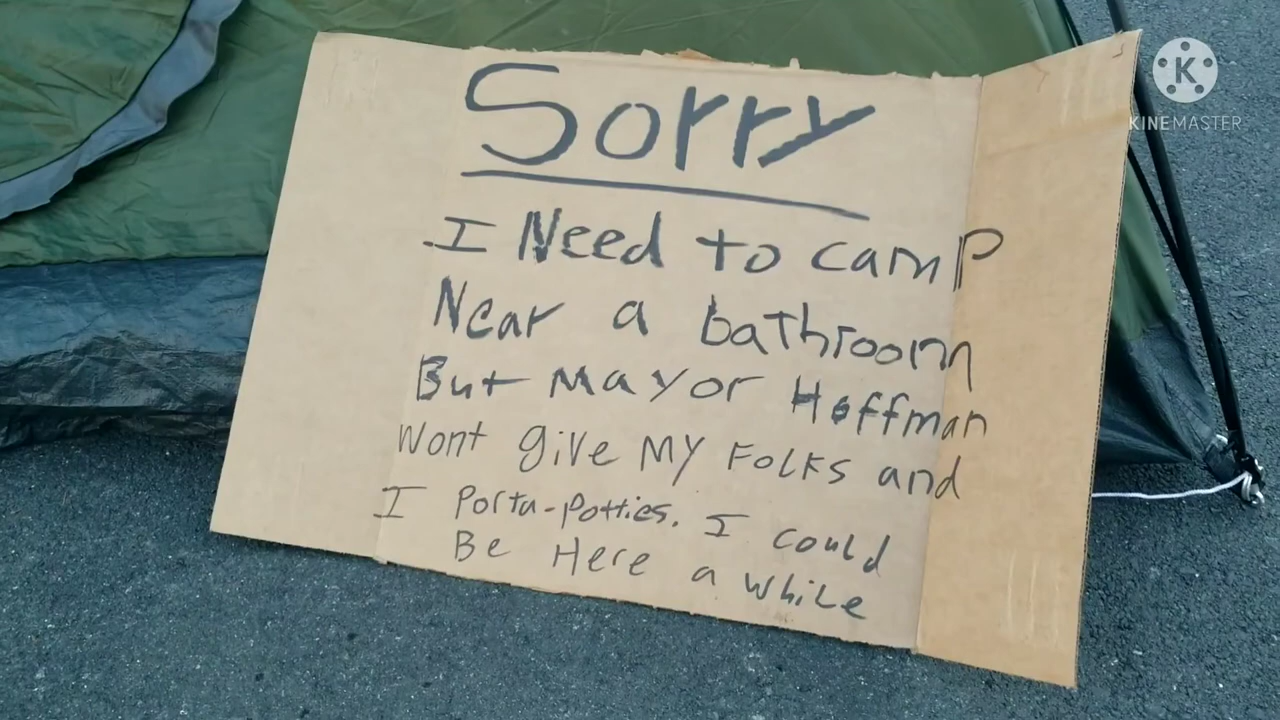 Sorry
I Need to camp
Near a bathroom
But Mayor Hoffman
Wont give My Folks and
I Porta-Potties. I could
Be Here a while
KINEMASTER